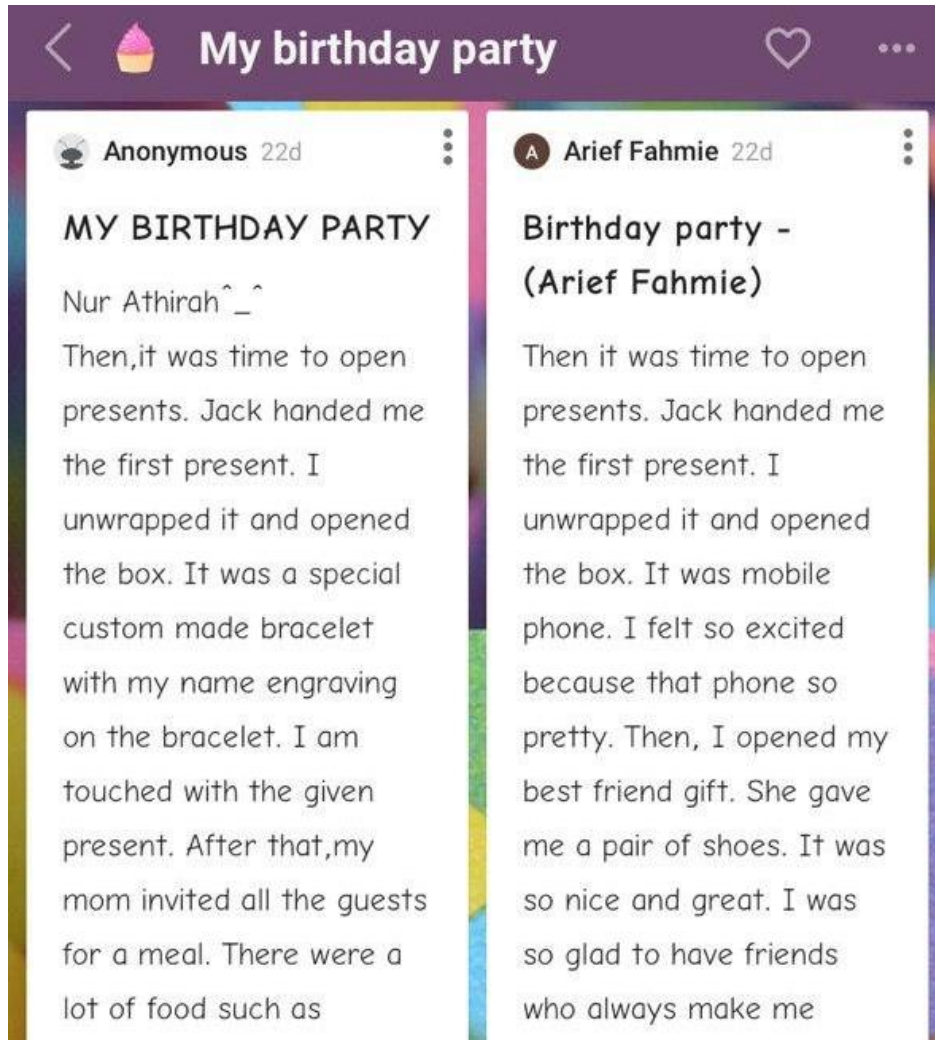 My birthday party
Anonymous 22d
MY BIRTHDAY PARTY
Nur Athirah^_^
Then,it was time to open
presents. Jack handed me
the first present. I
unwrapped it and opened
the box. It was a special
custom made bracelet
with my name engraving
on the bracelet. I am
touched with the given
present. After that,my
mom invited all the guests
for a meal. There were a
lot of food such as
A Arief Fahmie 22d
Birthday party -
(Arief Fahmie)
Then it was time to open
presents. Jack handed me
the first present. I
unwrapped it and opened
the box. It was mobile
phone. I felt so excited
because that phone so
pretty. Then, I opened my
best friend gift. She gave
me a pair of shoes. It was
so nice and great. I was
so glad to have friends
who always make me